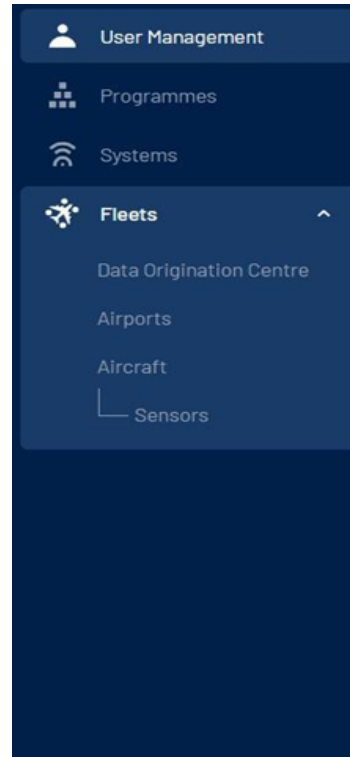 User Management
Programmes
Systems
Fleets
Data Origination Centre
Airports
Aircraft
Sensors